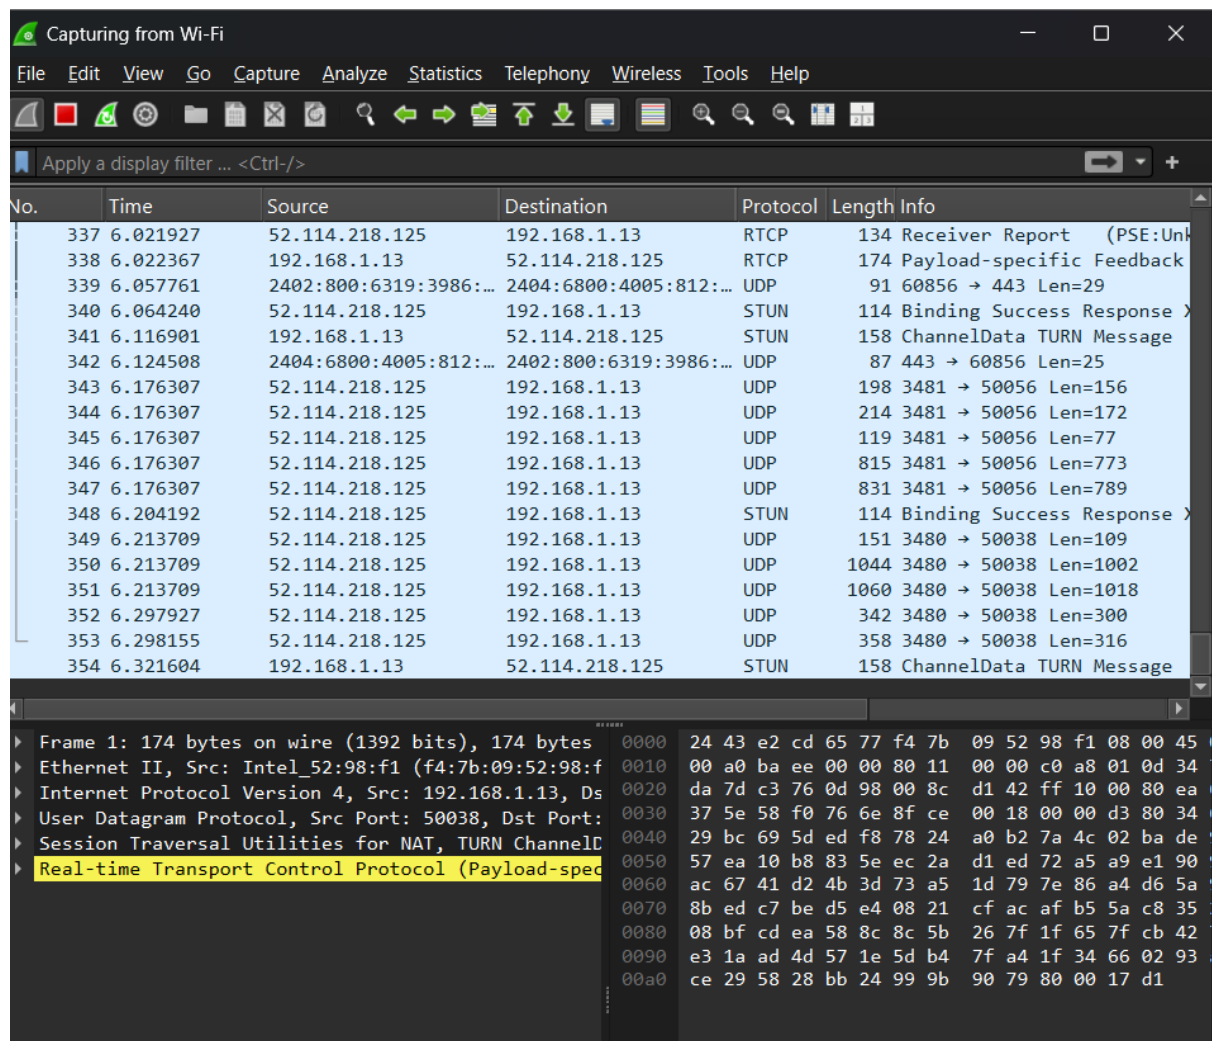 Capturing from Wi-Fi
File Edit View Go Capture Analyze Statistics Telephony Wireless Tools Help
Apply a display filter ... <Ctrl-/>
No. Time Source Destination Protocol Length Info
337 6.021927 52.114.218.125 192.168.1.13 RTCP 134 Receiver Report (PSE:Unk
338 6.022367 192.168.1.13 52.114.218.125 RTCP 174 Payload-specific Feedback
339 6.057761 2402:800:6319:3986:… 2404:6800:4005:812:… UDP 91 60856 → 443 Len=29
340 6.064240 52.114.218.125 192.168.1.13 STUN 114 Binding Success Response X
341 6.116901 192.168.1.13 52.114.218.125 STUN 158 ChannelData TURN Message
342 6.124508 2404:6800:4005:812:… 2402:800:6319:3986:… UDP 87 443 → 60856 Len=25
343 6.176307 52.114.218.125 192.168.1.13 UDP 198 3481 → 50056 Len=156
344 6.176307 52.114.218.125 192.168.1.13 UDP 214 3481 → 50056 Len=172
345 6.176307 52.114.218.125 192.168.1.13 UDP 119 3481 → 50056 Len=77
346 6.176307 52.114.218.125 192.168.1.13 UDP 815 3481 → 50056 Len=773
347 6.176307 52.114.218.125 192.168.1.13 UDP 831 3481 → 50056 Len=789
348 6.204192 52.114.218.125 192.168.1.13 STUN 114 Binding Success Response X
349 6.213709 52.114.218.125 192.168.1.13 UDP 151 3480 → 50038 Len=109
350 6.213709 52.114.218.125 192.168.1.13 UDP 1044 3480 → 50038 Len=1002
351 6.213709 52.114.218.125 192.168.1.13 UDP 1060 3480 → 50038 Len=1018
352 6.297927 52.114.218.125 192.168.1.13 UDP 342 3480 → 50038 Len=300
353 6.298155 52.114.218.125 192.168.1.13 UDP 358 3480 → 50038 Len=316
354 6.321604 192.168.1.13 52.114.218.125 STUN 158 ChannelData TURN Message
Frame 1: 174 bytes on wire (1392 bits), 174 bytes
Ethernet II, Src: Intel_52:98:f1 (f4:7b:09:52:98:f
Internet Protocol Version 4, Src: 192.168.1.13, Ds
User Datagram Protocol, Src Port: 50038, Dst Port:
Session Traversal Utilities for NAT, TURN ChannelD
Real-time Transport Control Protocol (Payload-spec
0000 24 43 e2 cd 65 77 f4 7b 09 52 98 f1 08 00 45
0010 00 a0 ba ee 00 00 80 11 00 00 c0 a8 01 0d 34
0020 da 7d c3 76 0d 98 00 8c d1 42 ff 10 00 80 ea
0030 37 5e 58 f0 76 6e 8f ce 00 18 00 00 d3 80 34
0040 29 bc 69 5d ed f8 78 24 a0 b2 7a 4c 02 ba de
0050 57 ea 10 b8 83 5e ec 2a d1 ed 72 a5 a9 e1 90
0060 ac 67 41 d2 4b 3d 73 a5 1d 79 7e 86 a4 d6 5a
0070 8b ed c7 be d5 e4 08 21 cf ac af b5 5a c8 35
0080 08 bf cd ea 58 8c 8c 5b 26 7f 1f 65 7f cb 42
0090 e3 1a ad 4d 57 1e 5d b4 7f a4 1f 34 66 02 93
00a0 ce 29 58 28 bb 24 99 9b 90 79 80 00 17 d1